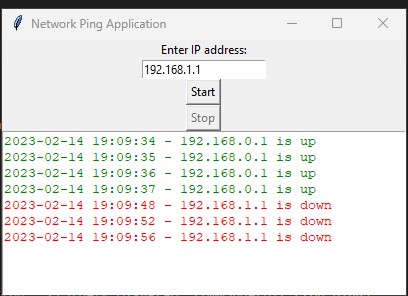 Network Ping Application
Enter IP address:
192.168.1.1
Start
Stop
2023-02-14 19:09:34 - 192.168.0.1 is up
2023-02-14 19:09:35 - 192.168.0.1 is up
2023-02-14 19:09:36 - 192.168.0.1 is up
2023-02-14 19:09:37 - 192.168.0.1 is up
2023-02-14 19:09:48 - 192.168.1.1 is down
2023-02-14 19:09:52 - 192.168.1.1 is down
2023-02-14 19:09:56 - 192.168.1.1 is down